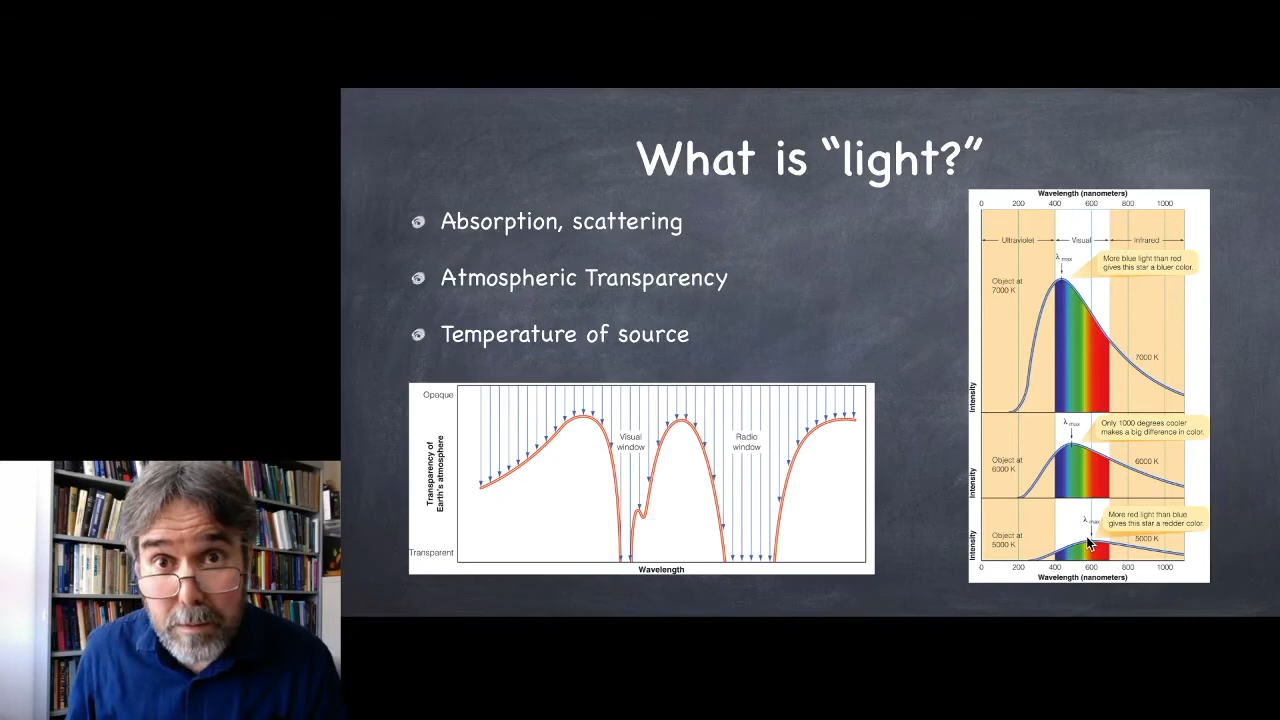 What is “light?”
Absorption, scattering
Atmospheric Transparency
Temperature of source
Opaque
Transparency of
Earth's atmosphere
Transparent
Visual
window
Radio
window
Wavelength
Wavelength (nanometers)
0 200 400 600 800 1000
Ultraviolet Visual Infrared
λ max
More blue light than red
gives this star a bluer color.
Object at
7000 K
7000 K
Intensity
λ max
Only 1000 degrees cooler
makes a big difference in color.
Object at
6000 K
6000 K
Intensity
λ max
More red light than blue
gives this star a redder color.
Object at
5000 K
5000 K
Intensity
0 200 400 600 800 1000
Wavelength (nanometers)